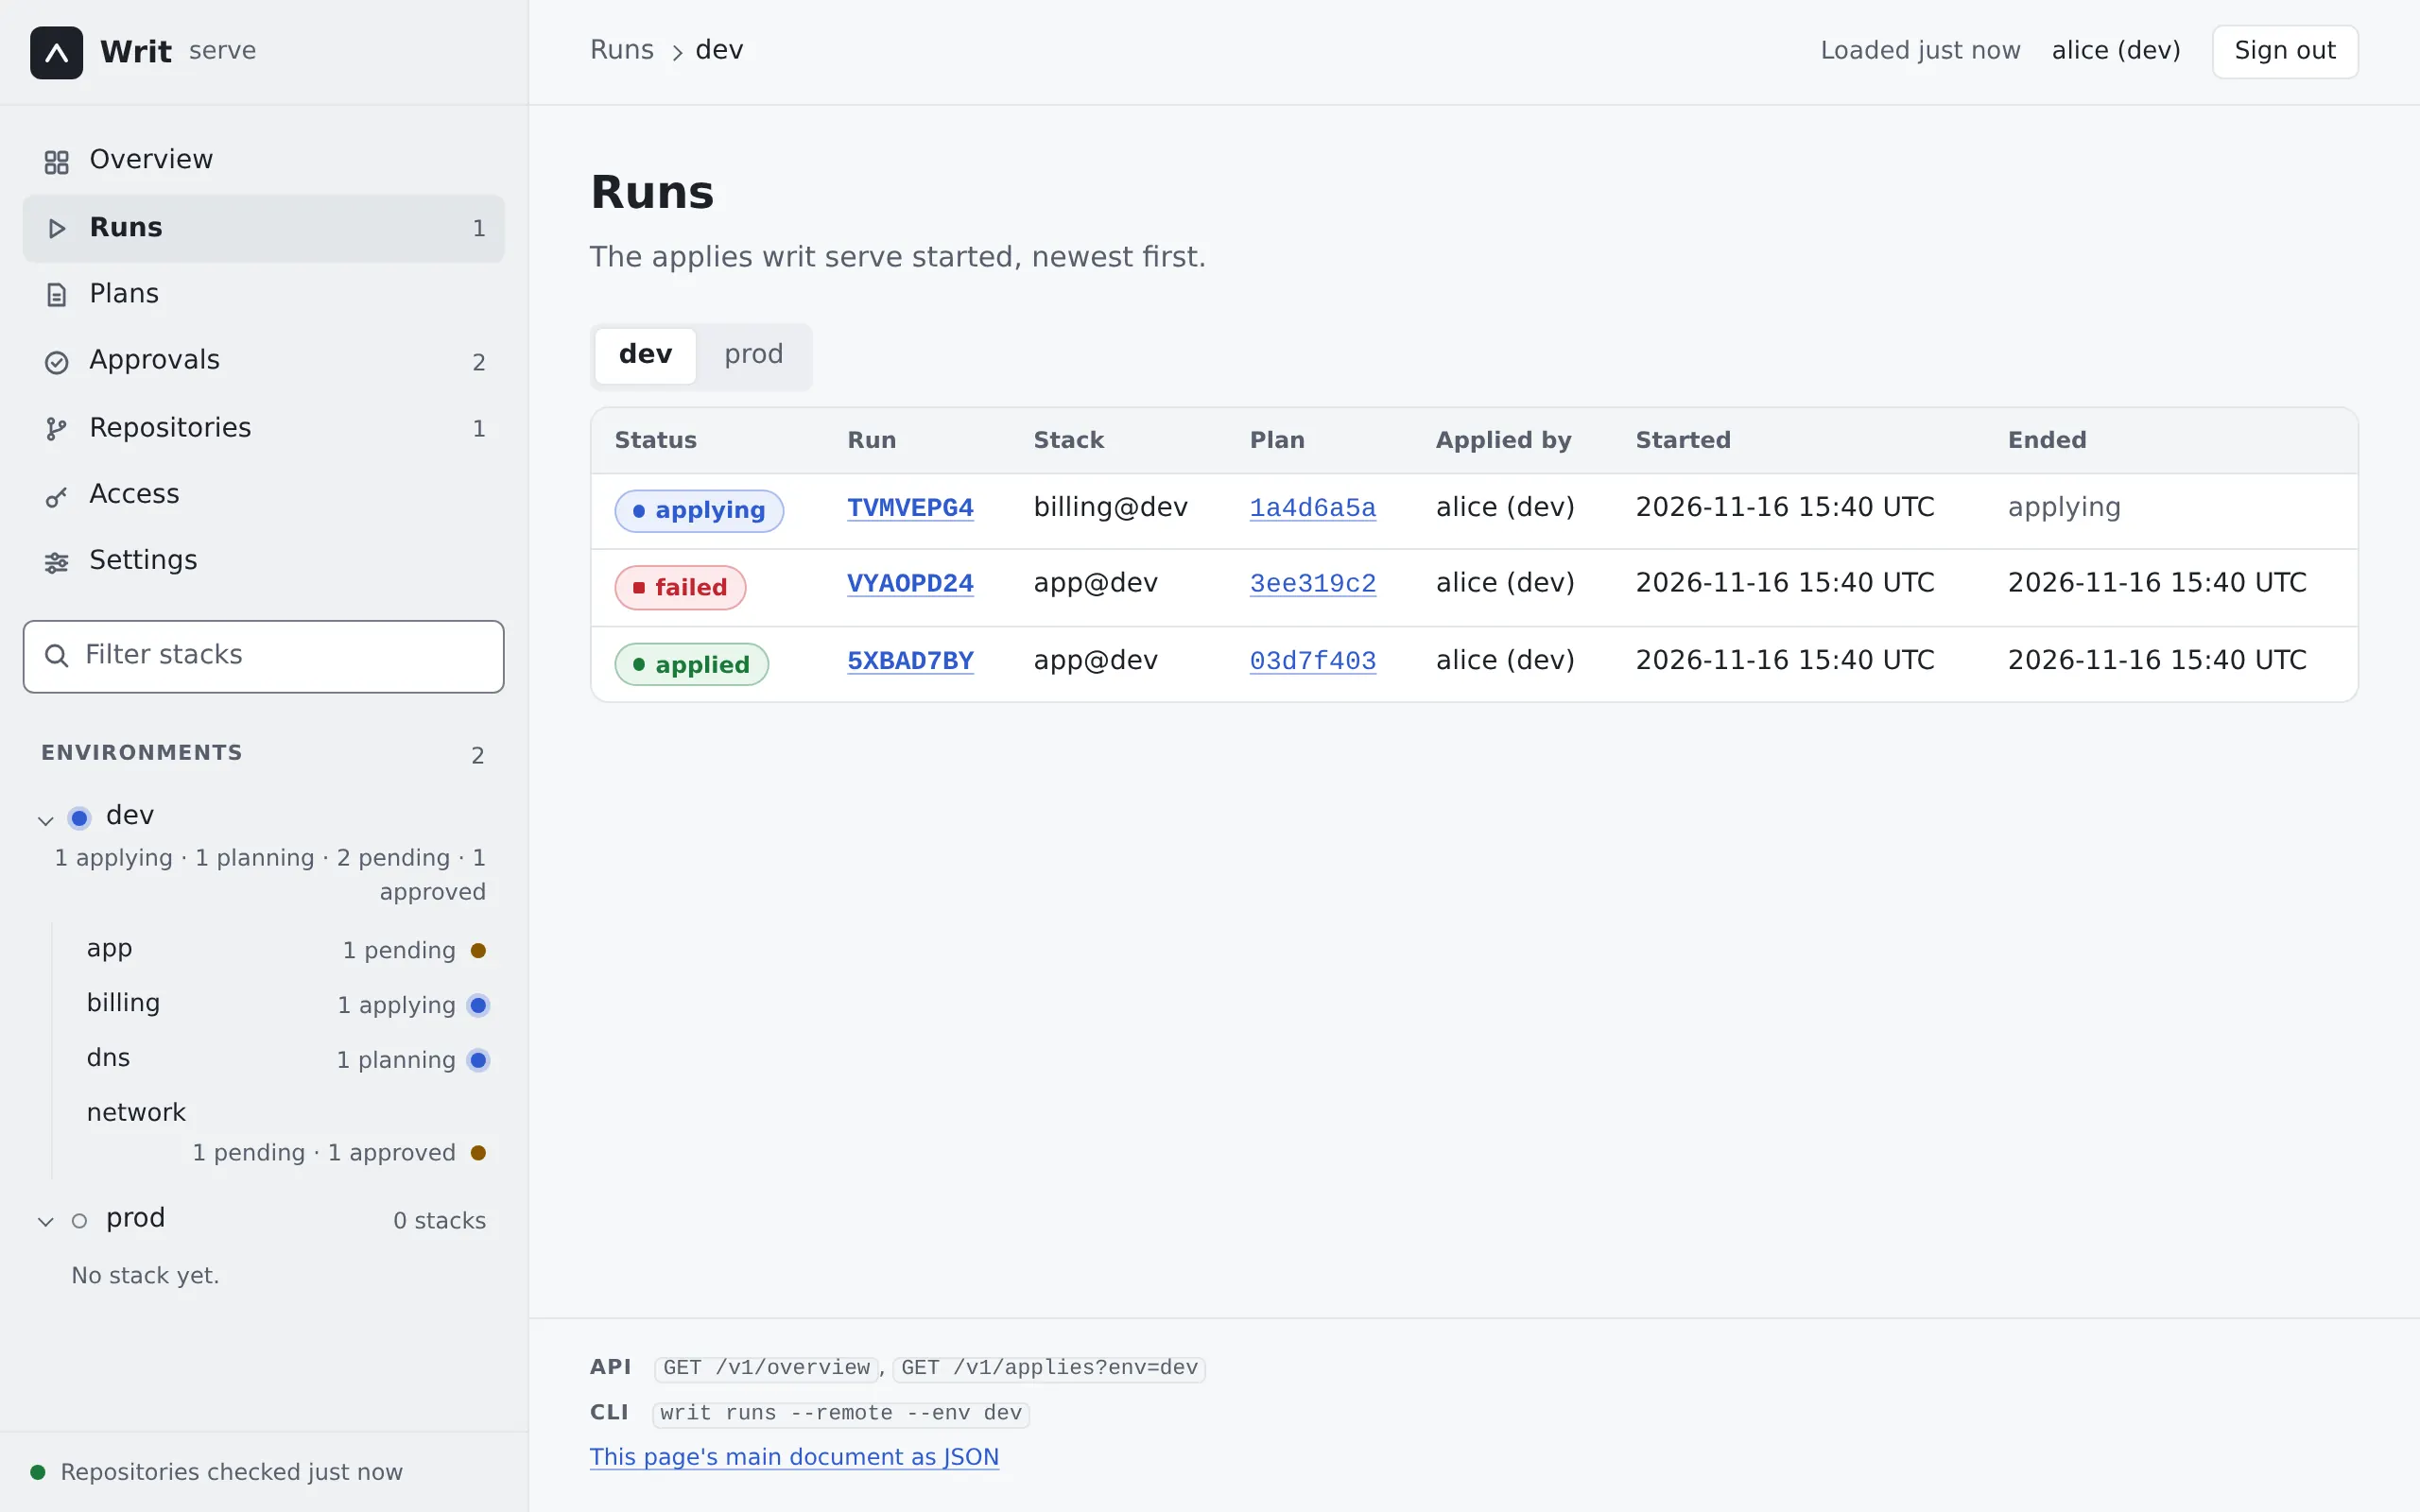 Writ serve
Overview
Runs 1
Plans
Approvals 2
Repositories 1
Access
Settings
Filter stacks
ENVIRONMENTS 2
dev
1 applying · 1 planning · 2 pending · 1
approved
app 1 pending
billing 1 applying
dns 1 planning
network
1 pending · 1 approved
prod 0 stacks
No stack yet.
Repositories checked just now
Runs > dev
Loaded just now alice (dev) Sign out
Runs
The applies writ serve started, newest first.
dev prod
Status Run Stack Plan Applied by Started Ended
applying TVMVEPG4 billing@dev 1a4d6a5a alice (dev) 2026-11-16 15:40 UTC applying
failed VYAOPD24 app@dev 3ee319c2 alice (dev) 2026-11-16 15:40 UTC 2026-11-16 15:40 UTC
applied 5XBAD7BY app@dev 03d7f403 alice (dev) 2026-11-16 15:40 UTC 2026-11-16 15:40 UTC
API GET /v1/overview, GET /v1/applies?env=dev
CLI writ runs --remote --env dev
This page's main document as JSON